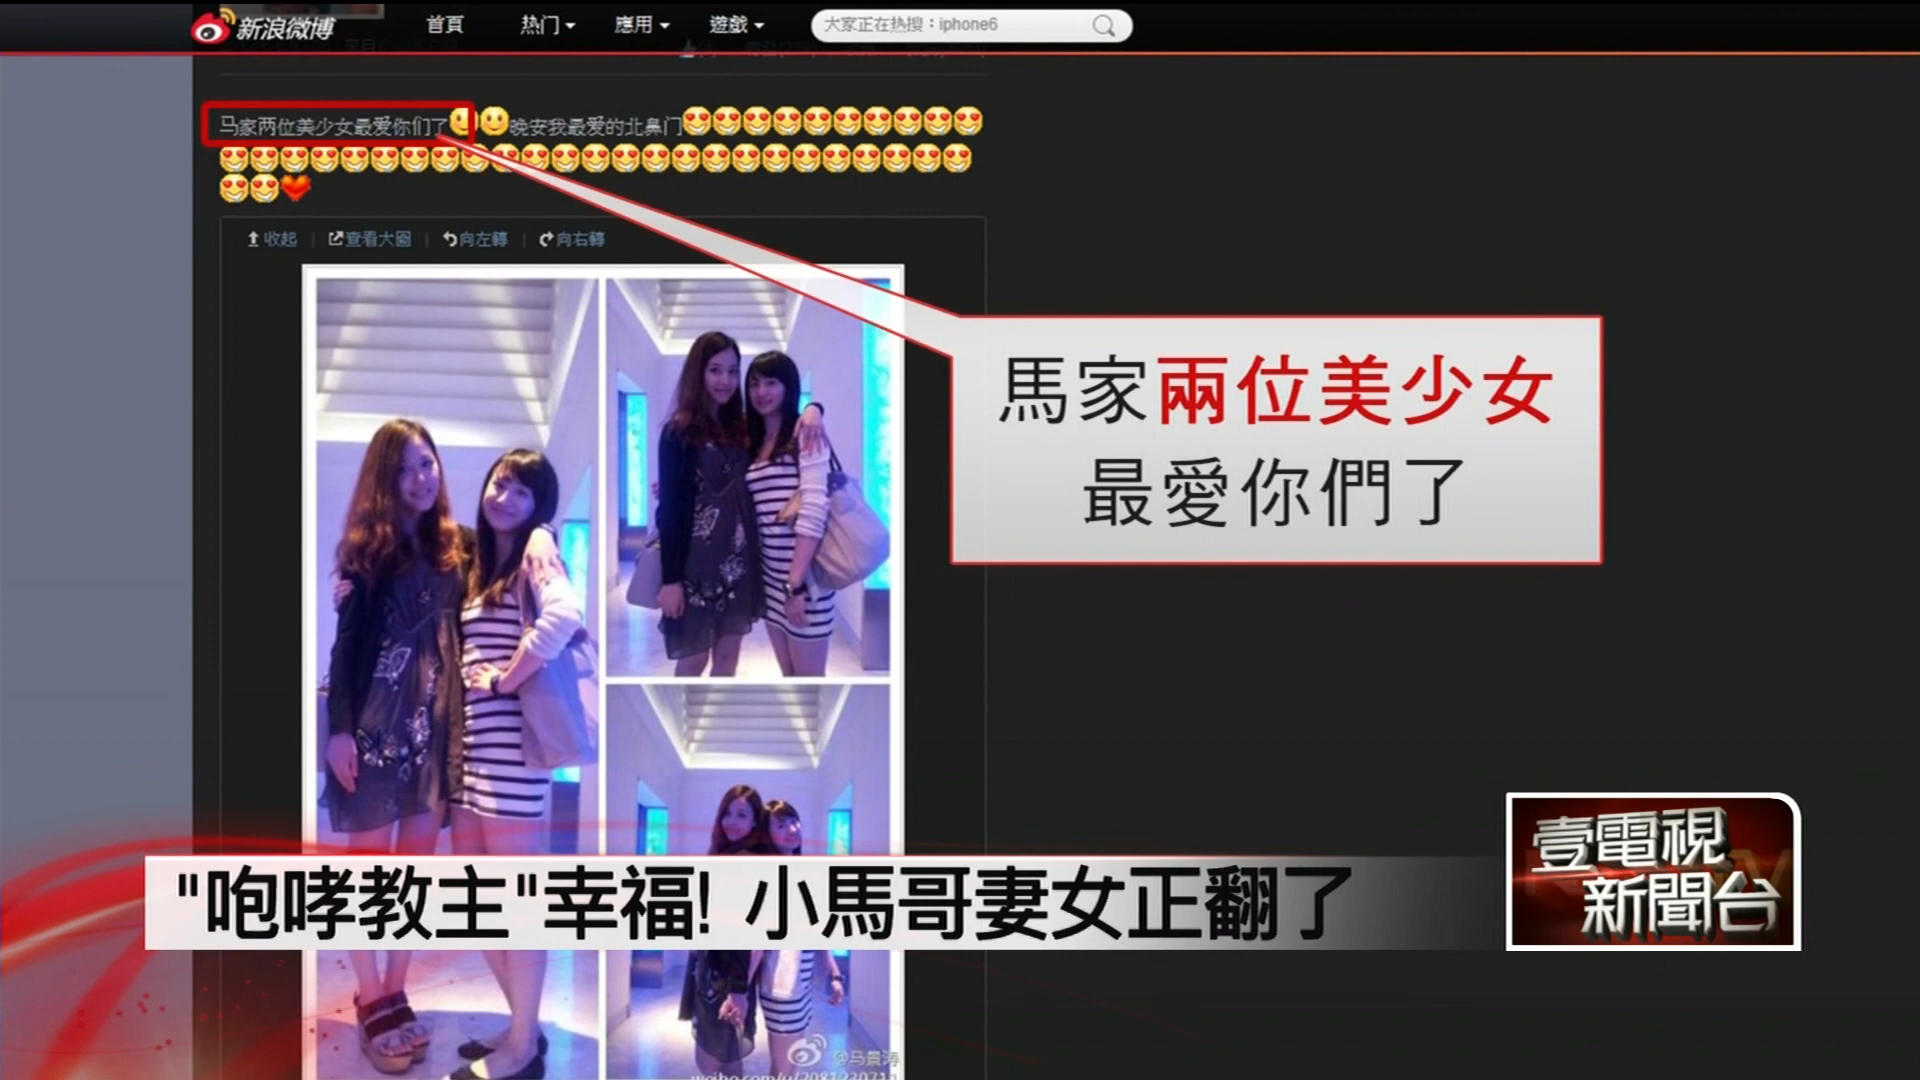 新浪微博 首頁 热门 應用 遊戲 大家正在热搜：iphone6
马家两位美少女最爱你们了 晚安我最爱的北鼻门
收起 | 查看大圖 | 向左轉 | 向右轉
馬家兩位美少女
最愛你們了
"咆哮教主"幸福! 小馬哥妻女正翻了
壹電視
新聞台
@马景涛